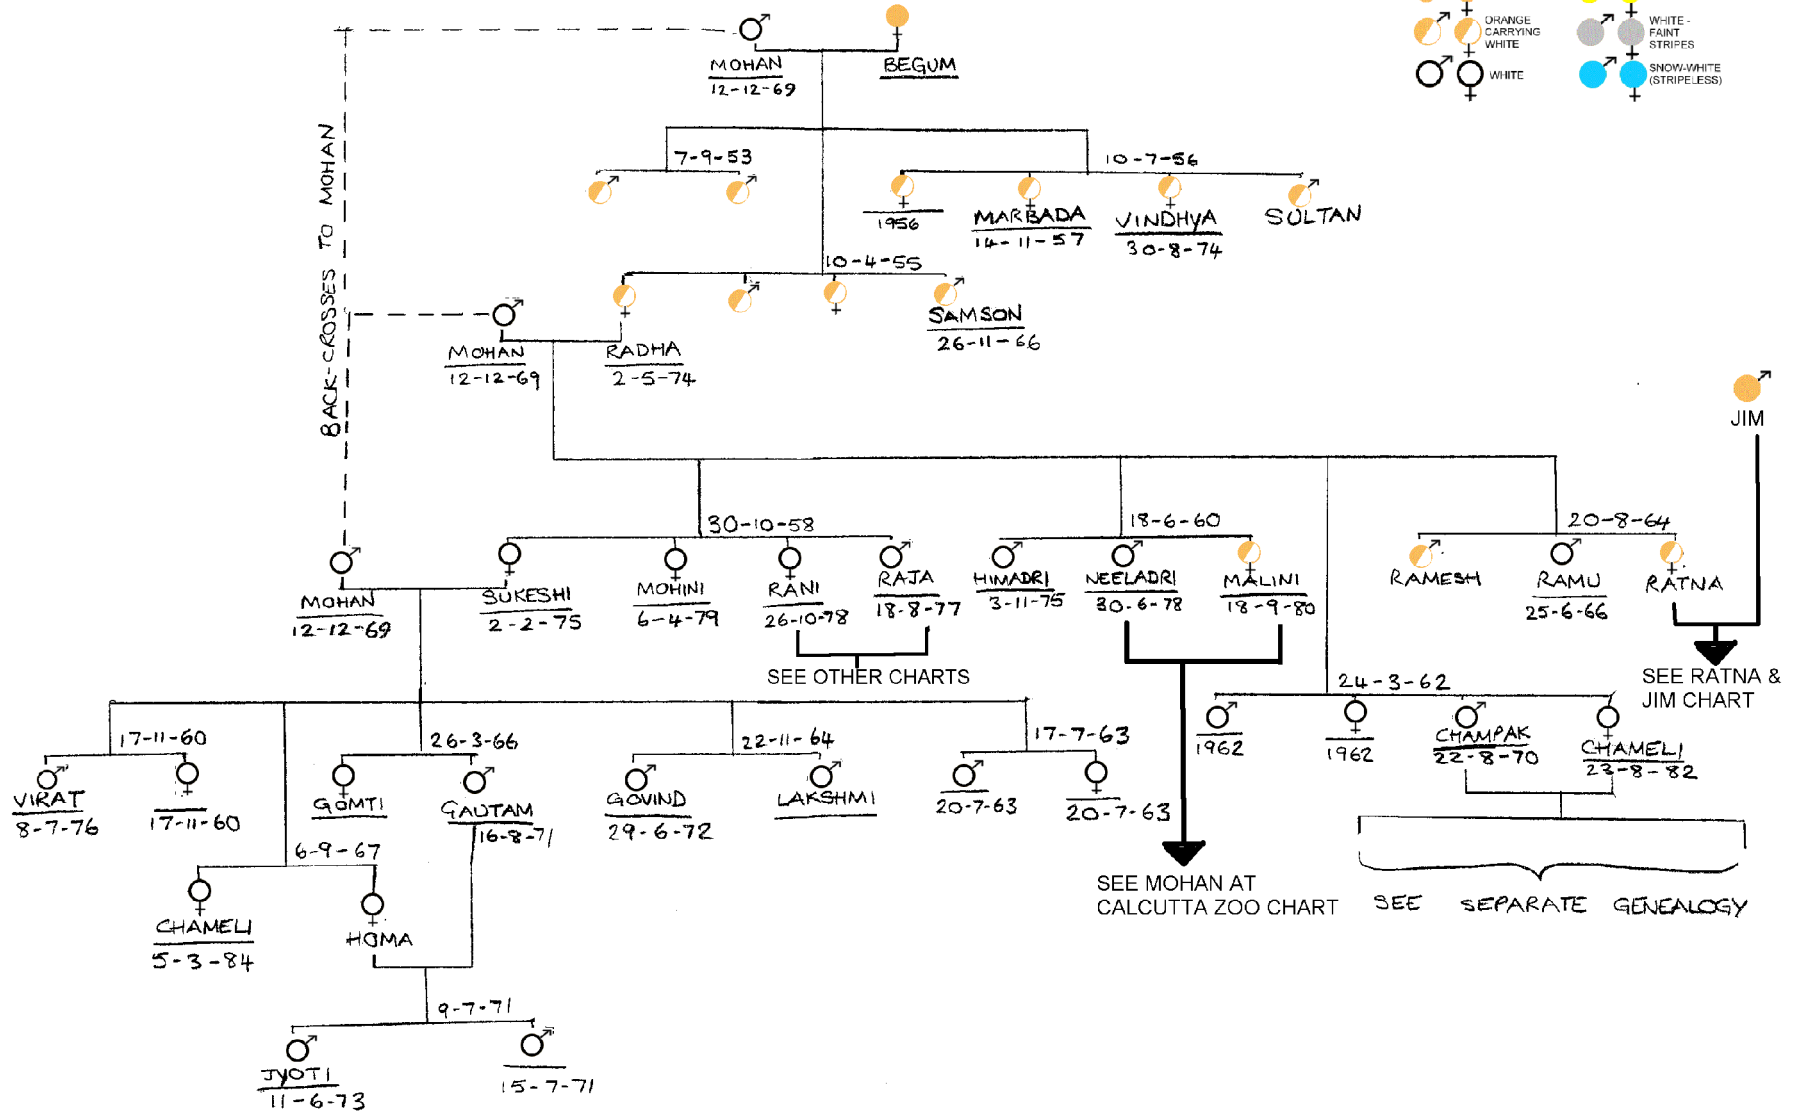 ORANGE
CARRYING
WHITE
WHITE -
FAINT
STRIPES
WHITE
SNOW-WHITE
(STRIPELESS)
MOHAN
12-12-69
BEGUM
BACK-CROSSES TO MOHAN
7-9-53
10-7-56
1956
MARBADA
14-11-57
VINDHYA
30-8-74
SULTAN
10-4-55
SAMSON
26-11-66
MOHAN
12-12-69
RADHA
2-5-74
JIM
30-10-58
18-6-60
20-8-64
MOHAN
12-12-69
SUKESHI
2-2-75
MOHINI
6-4-79
RANI
26-10-78
RAJA
18-8-77
HIMADRI
3-11-75
NEELADRI
30-6-78
MALINI
18-9-80
RAMESH
RAMU
25-6-66
RATNA
SEE OTHER CHARTS
SEE RATNA &
JIM CHART
24-3-62
1962
1962
CHAMPAK
22-8-70
CHAMELI
23-8-82
17-11-60
26-3-66
22-11-64
17-7-63
VIRAT
8-7-76
17-11-60
GOMTI
GAUTAM
16-8-71
GOVIND
29-6-72
LAKSHMI
20-7-63
20-7-63
6-9-67
CHAMELI
5-3-84
HOMA
SEE MOHAN AT
CALCUTTA ZOO CHART
SEE SEPARATE GENEALOGY
9-7-71
JYOTI
11-6-73
15-7-71